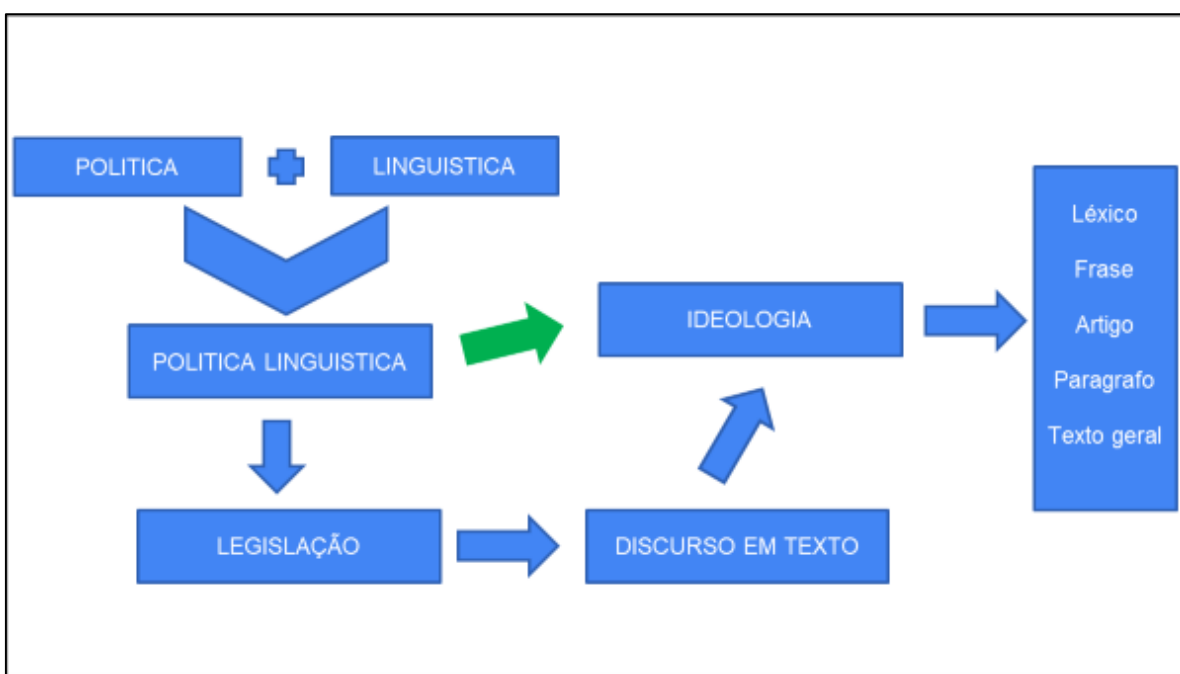 POLITICA
LINGUISTICA
POLITICA LINGUISTICA
IDEOLOGIA
LEGISLAÇÃO
DISCURSO EM TEXTO
Léxico
Frase
Artigo
Paragrafo
Texto geral